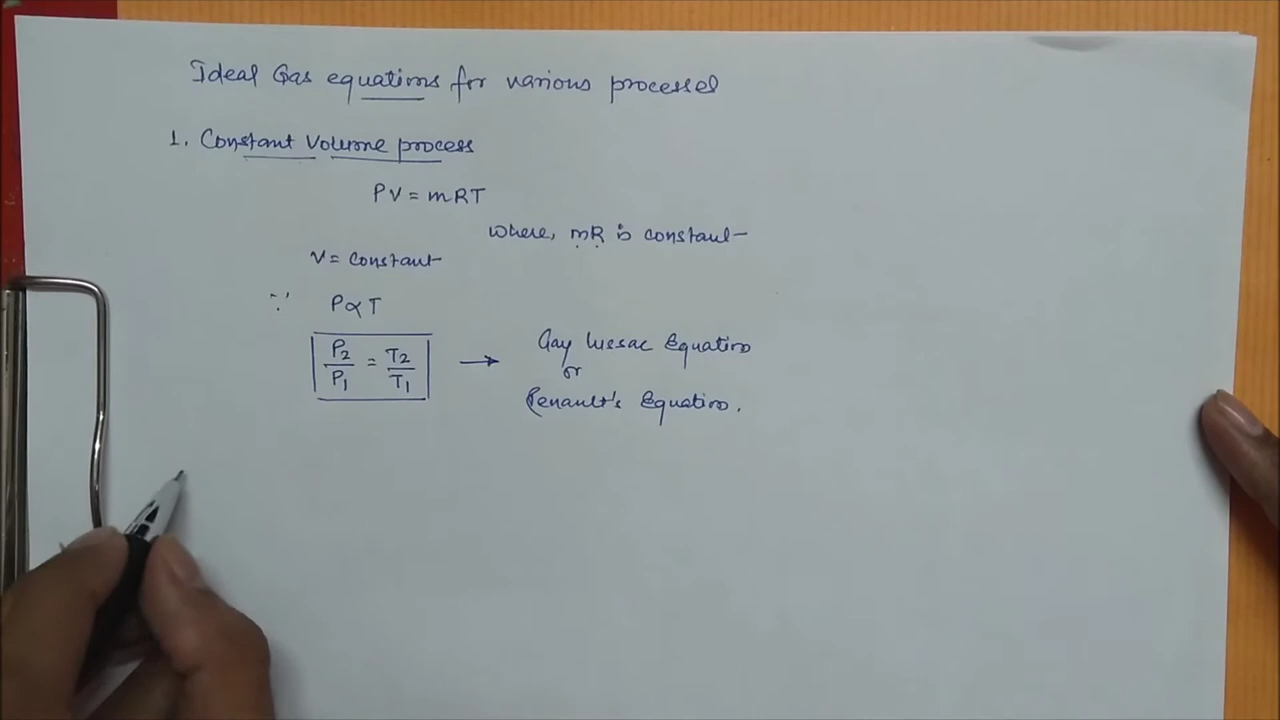 Ideal Gas equations for various processes
1. Constant Volume process
PV = mRT
where, mR is constant
V = Constant
∵ P∝T
P2/P1 = T2/T1 → Gay lussac Equation
or
Renault's Equation.